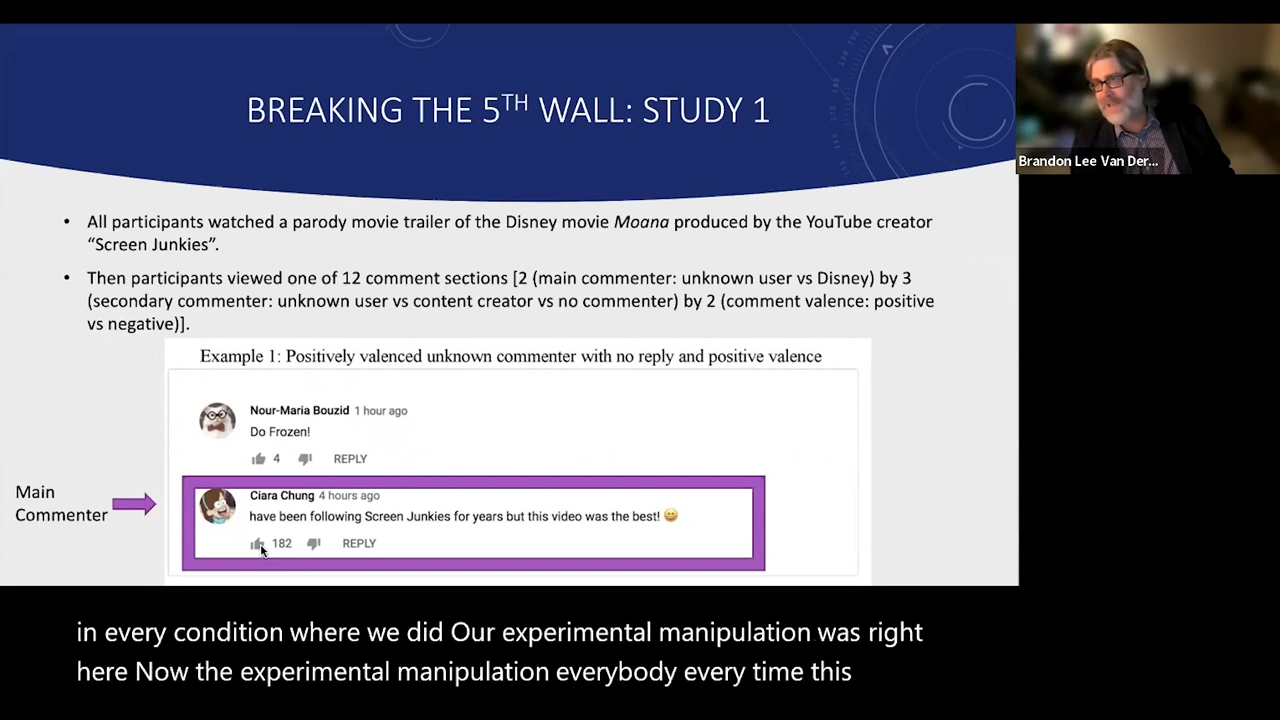 BREAKING THE 5TH WALL: STUDY 1
Brandon Lee Van Der...
• All participants watched a parody movie trailer of the Disney movie Moana produced by the YouTube creator
“Screen Junkies”.
• Then participants viewed one of 12 comment sections [2 (main commenter: unknown user vs Disney) by 3
(secondary commenter: unknown user vs content creator vs no commenter) by 2 (comment valence: positive
vs negative)].
Example 1: Positively valenced unknown commenter with no reply and positive valence
Nour-Maria Bouzid 1 hour ago
Do Frozen!
4 REPLY
Main
Commenter
Ciara Chung 4 hours ago
have been following Screen Junkies for years but this video was the best! 😀
182 REPLY
in every condition where we did Our experimental manipulation was right
here Now the experimental manipulation everybody every time this